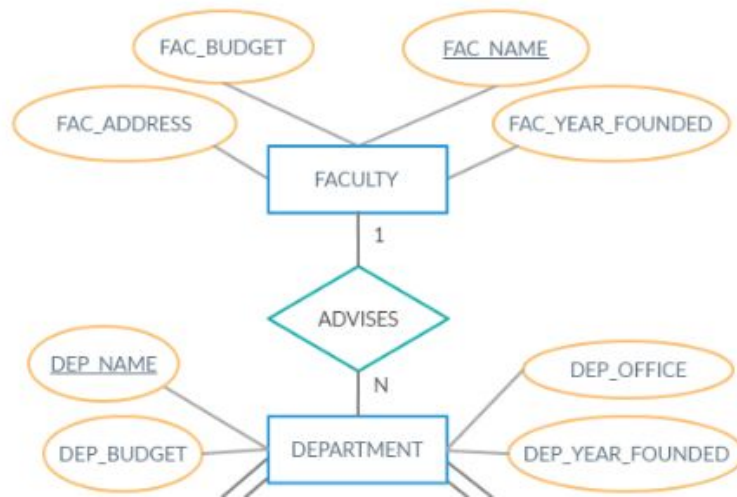 FAC_BUDGET
FAC_NAME
FAC_ADDRESS
FAC_YEAR_FOUNDED
FACULTY
1
ADVISES
N
DEP_NAME
DEP_OFFICE
DEP_BUDGET
DEPARTMENT
DEP_YEAR_FOUNDED